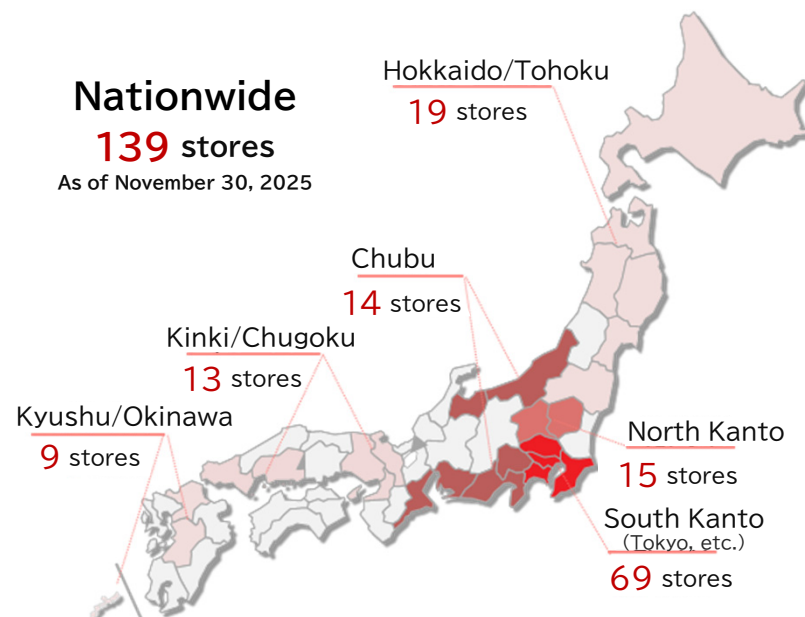 Nationwide
139 stores
As of November 30, 2025
Hokkaido/Tohoku
19 stores
Chubu
14 stores
Kinki/Chugoku
13 stores
Kyushu/Okinawa
9 stores
North Kanto
15 stores
South Kanto
(Tokyo, etc.)
69 stores